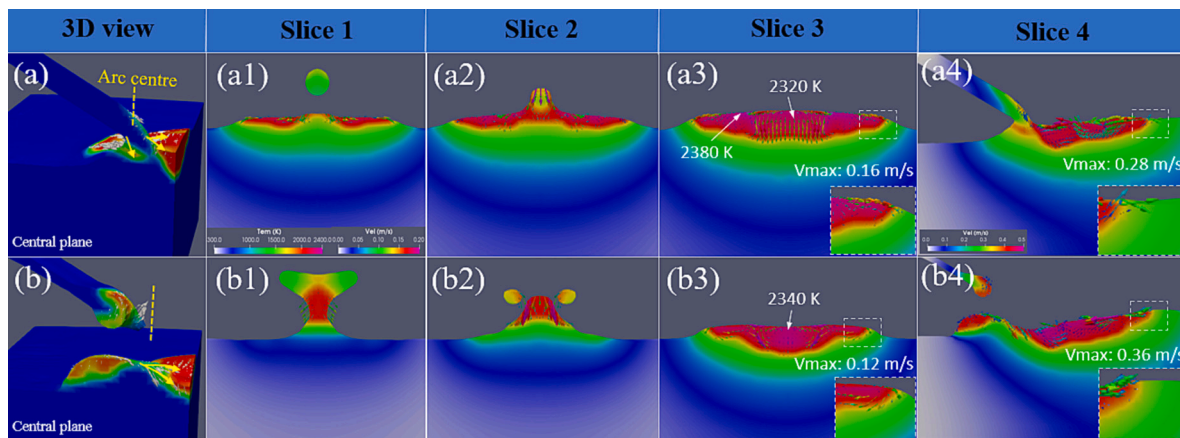 3D view
Slice 1
Slice 2
Slice 3
Slice 4
(a)
Arc centre
Central plane
(a1)
Tem (K)
300.0 1000.0 1500.0 2000.0 2400.0
Vel (m/s)
0.00 0.05 0.10 0.15 0.20
(a2)
(a3)
2320 K
2380 K
Vmax: 0.16 m/s
(a4)
Vmax: 0.28 m/s
Vel (m/s)
0.0 0.1 0.2 0.3 0.4 0.5
(b)
Central plane
(b1)
(b2)
(b3)
2340 K
Vmax: 0.12 m/s
(b4)
Vmax: 0.36 m/s